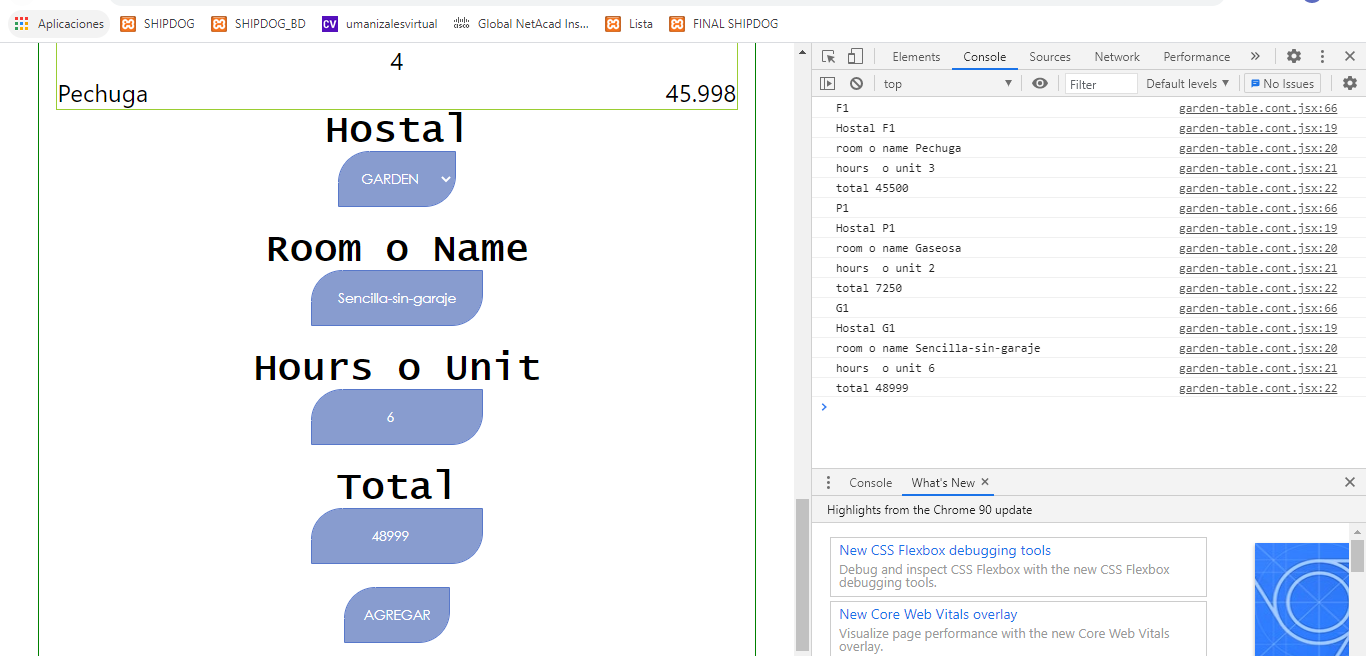 Aplicaciones SHIPDOG SHIPDOG_BD CV umanizalesvirtual cisco Global NetAcad Ins... Lista FINAL SHIPDOG
4
Pechuga 45.998
Hostal
GARDEN
Room o Name
Sencilla-sin-garaje
Hours o Unit
6
Total
48999
AGREGAR
Elements Console Sources Network Performance »
top Filter Default levels No Issues
F1 garden-table.cont.jsx:66
Hostal F1 garden-table.cont.jsx:19
room o name Pechuga garden-table.cont.jsx:20
hours  o unit 3 garden-table.cont.jsx:21
total 45500 garden-table.cont.jsx:22
P1 garden-table.cont.jsx:66
Hostal P1 garden-table.cont.jsx:19
room o name Gaseosa garden-table.cont.jsx:20
hours  o unit 2 garden-table.cont.jsx:21
total 7250 garden-table.cont.jsx:22
G1 garden-table.cont.jsx:66
Hostal G1 garden-table.cont.jsx:19
room o name Sencilla-sin-garaje garden-table.cont.jsx:20
hours  o unit 6 garden-table.cont.jsx:21
total 48999 garden-table.cont.jsx:22
Console What's New
Highlights from the Chrome 90 update
New CSS Flexbox debugging tools
Debug and inspect CSS Flexbox with the new CSS Flexbox
debugging tools.
New Core Web Vitals overlay
Visualize page performance with the new Core Web Vitals
overlay.